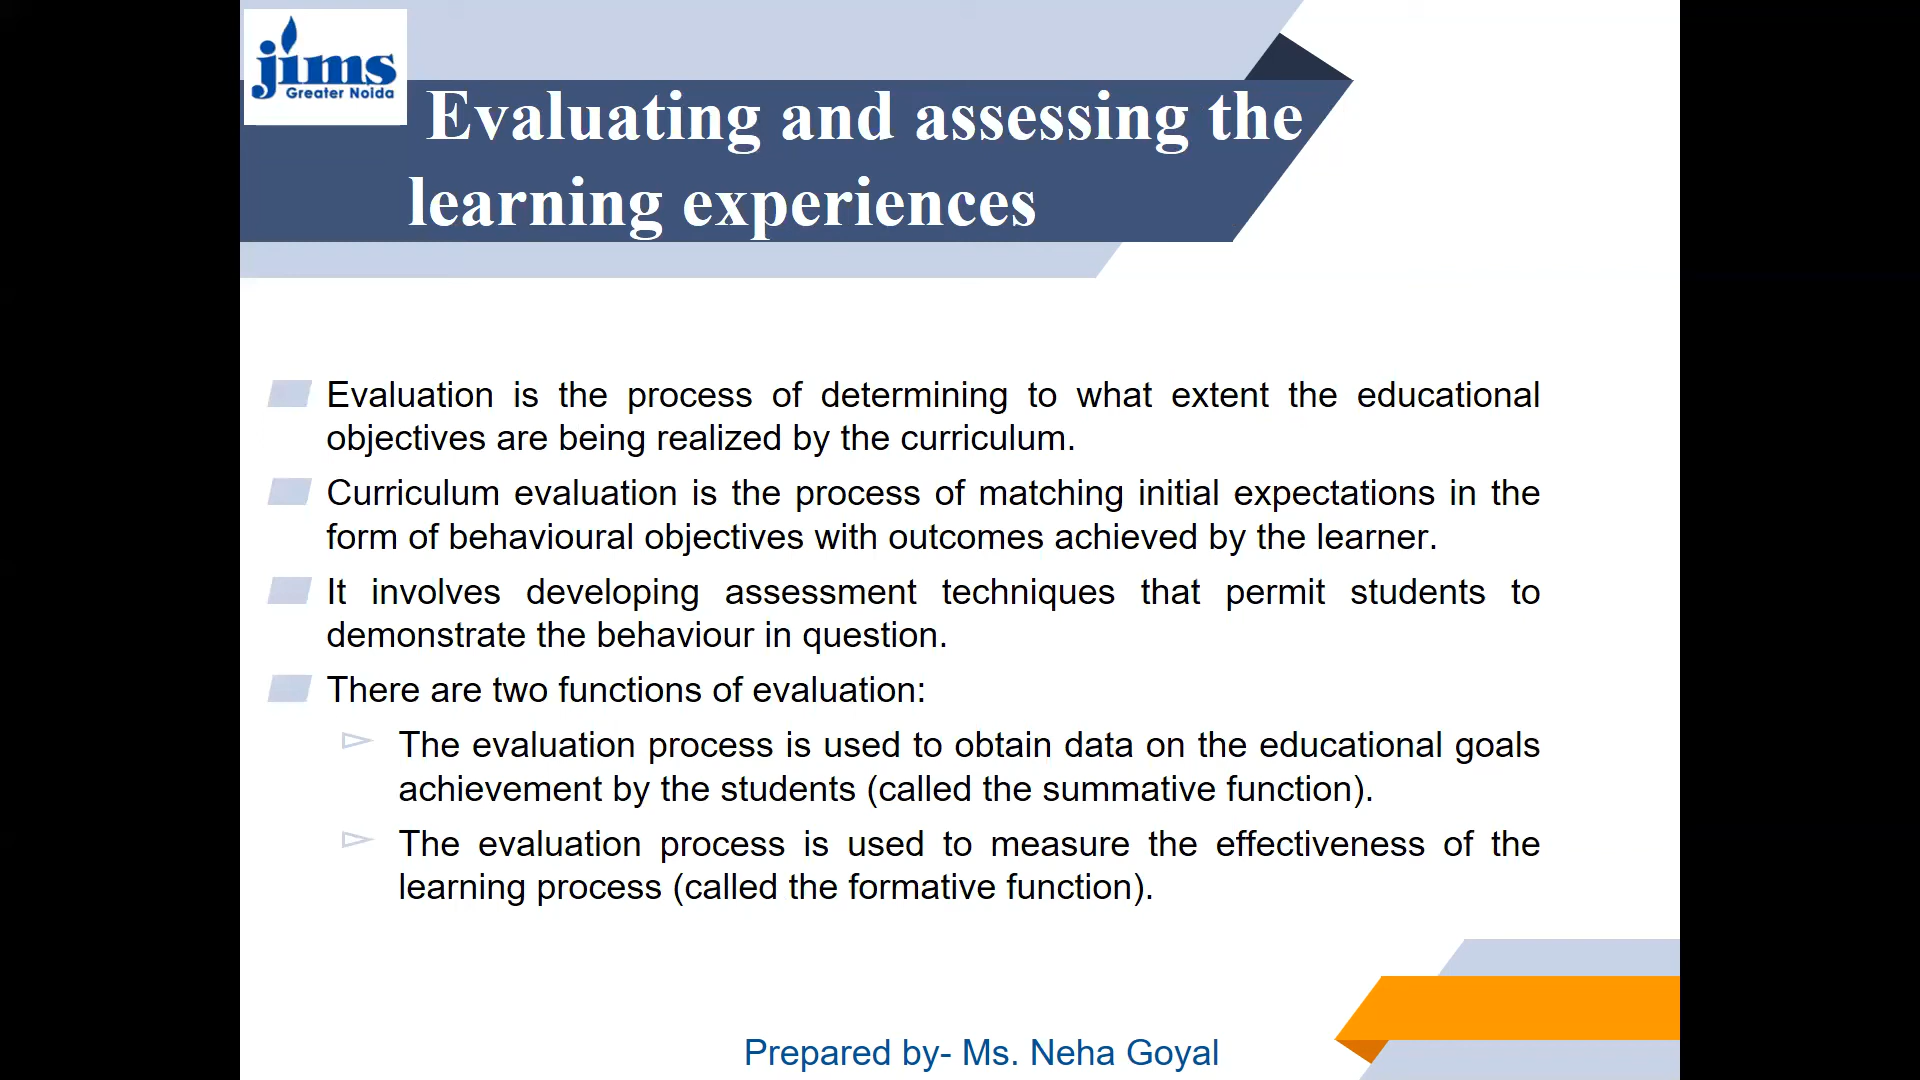 jims
Greater Noida
Evaluating and assessing the
learning experiences
Evaluation is the process of determining to what extent the educational
objectives are being realized by the curriculum.
Curriculum evaluation is the process of matching initial expectations in the
form of behavioural objectives with outcomes achieved by the learner.
It involves developing assessment techniques that permit students to
demonstrate the behaviour in question.
There are two functions of evaluation:
The evaluation process is used to obtain data on the educational goals
achievement by the students (called the summative function).
The evaluation process is used to measure the effectiveness of the
learning process (called the formative function).
Prepared by- Ms. Neha Goyal